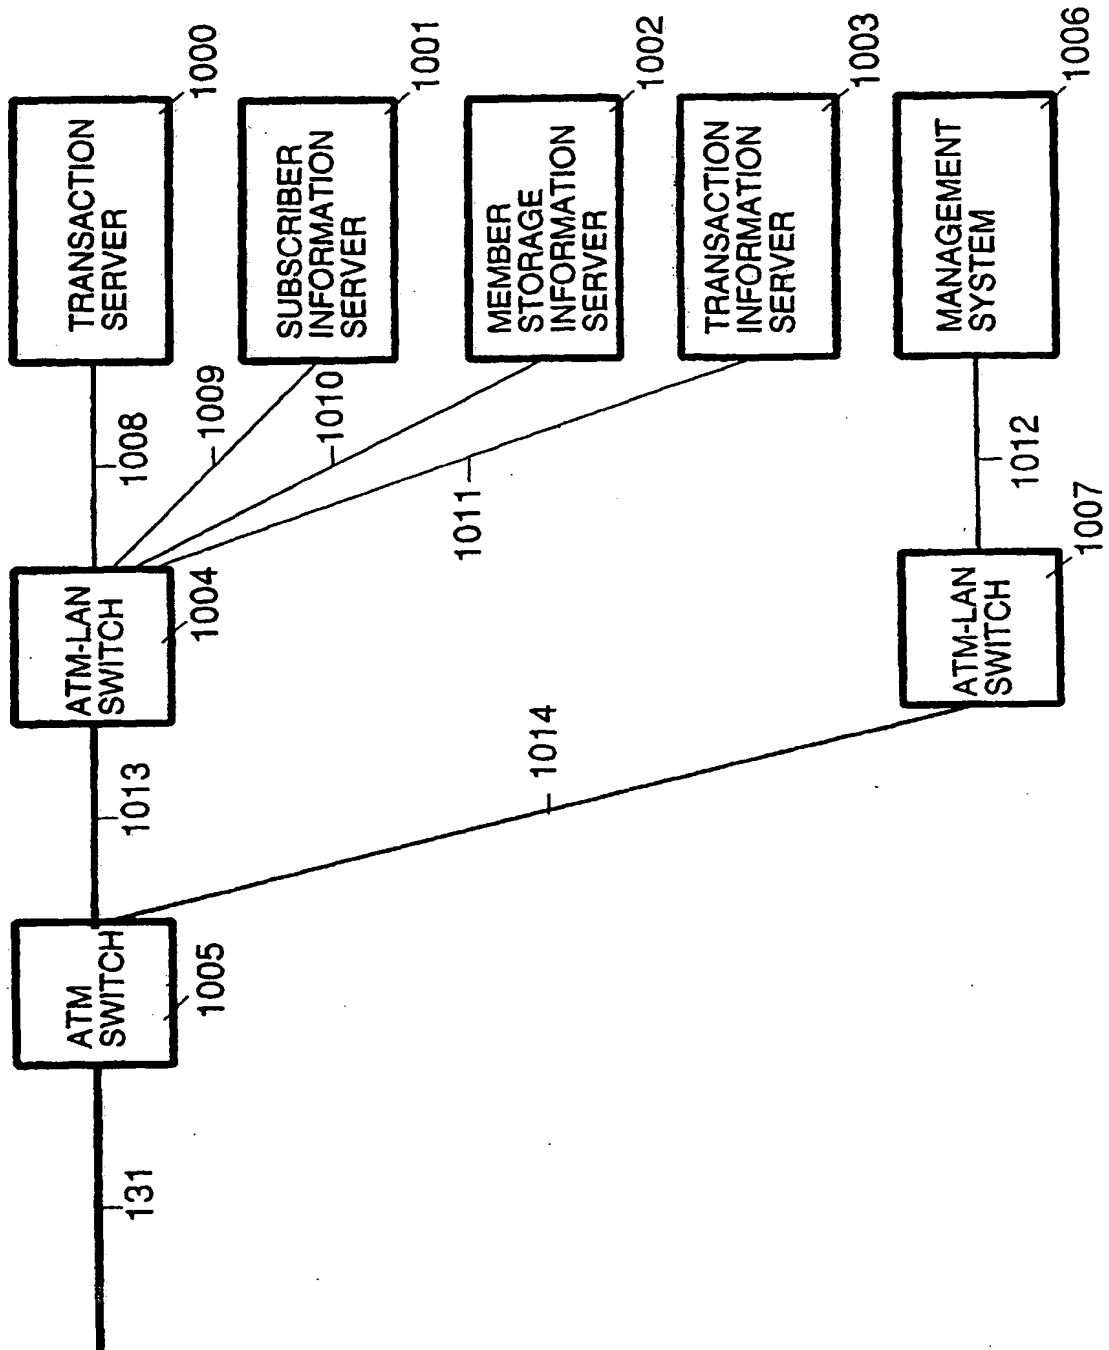 TRANSACTION
SERVER
1000
SUBSCRIBER
INFORMATION
SERVER
1001
MEMBER
STORAGE
INFORMATION
SERVER
1002
TRANSACTION
INFORMATION
SERVER
1003
MANAGEMENT
SYSTEM
1006
1008
1009
1010
1011
1012
ATM-LAN
SWITCH
1004
ATM-LAN
SWITCH
1007
1013
1014
ATM
SWITCH
1005
131